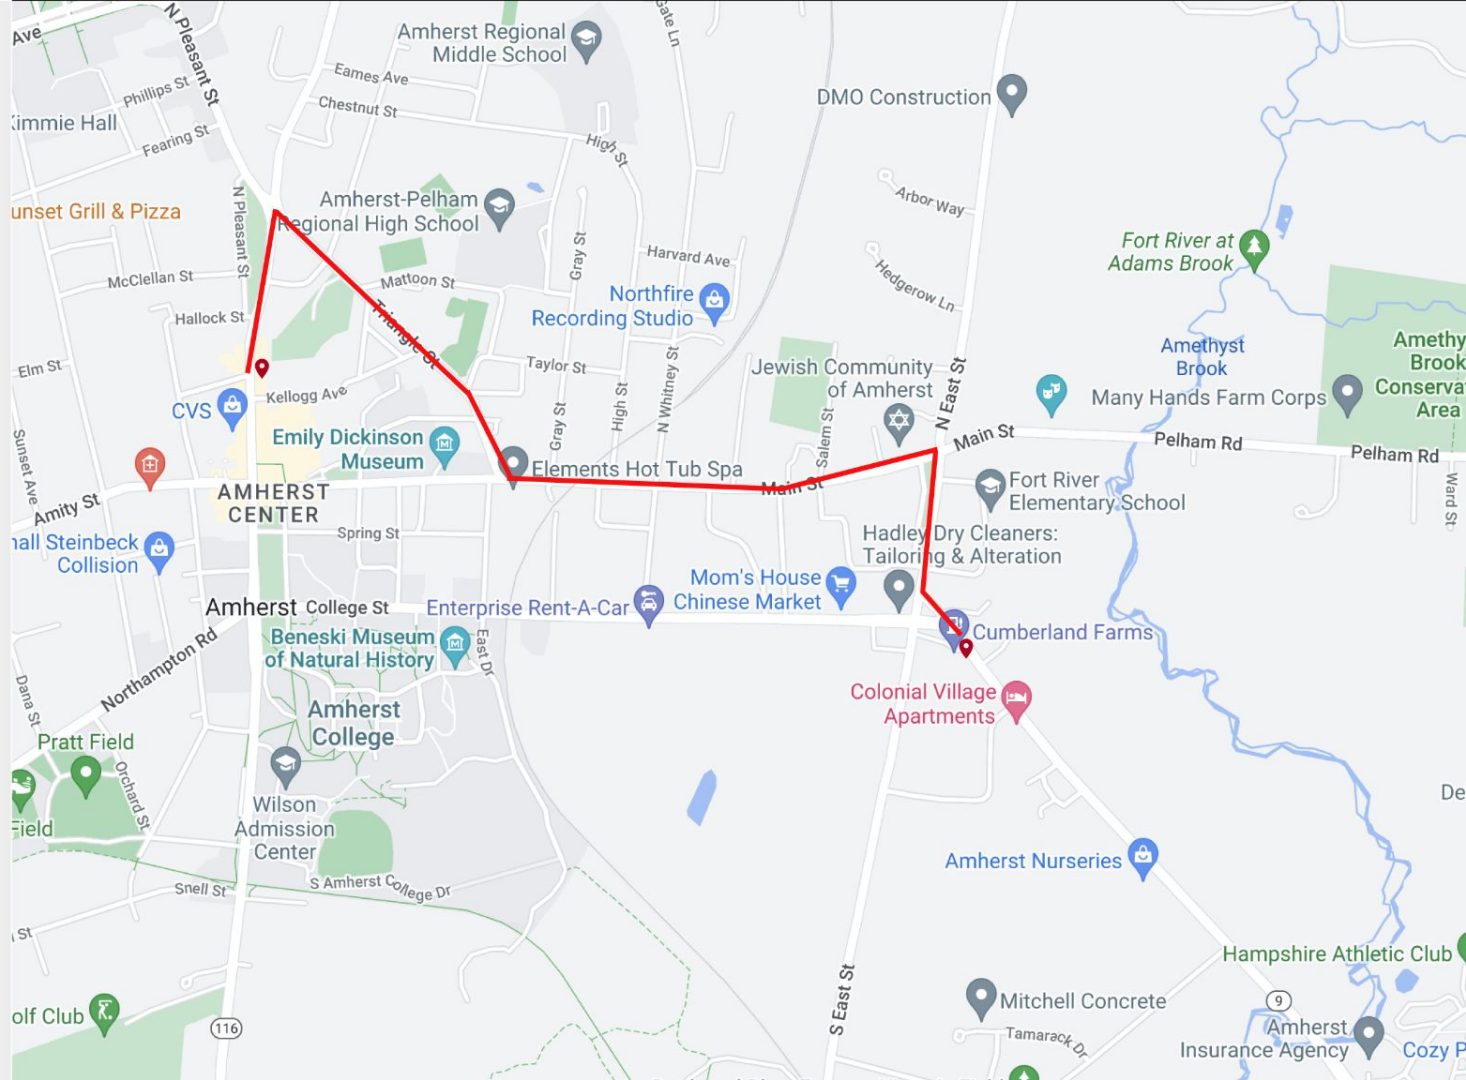 Ave
N Pleasant St
Gate Ln
Amherst Regional
Middle School
Eames Ave
Phillips St
Chestnut St
DMO Construction
Kimmie Hall
Fearing St
High St
N Pleasant St
Amherst-Pelham
Regional High School
Arbor Way
unset Grill & Pizza
Gray St
Harvard Ave
Fort River at
Adams Brook
McClellan St
Mattoon St
Hedgerow Ln
Northfire
Recording Studio
Hallock St
Triangle St
Amethyst
Brook
Amethy
Brook
Conserva
Area
Elm St
Taylor St
N Whitney St
Jewish Community
of Amherst
N East St
Many Hands Farm Corps
Kellogg Ave
CVS
High St
Gray St
Salem St
Emily Dickinson
Museum
Main St
Pelham Rd
Pelham Rd
Sunset Ave
Elements Hot Tub Spa
Main St
Fort River
Elementary School
Ward St
Amity St
AMHERST
CENTER
Spring St
Hadley Dry Cleaners:
Tailoring & Alteration
hall Steinbeck
Collision
Mom's House
Chinese Market
Amherst
College St
Enterprise Rent-A-Car
Cumberland Farms
Beneski Museum
of Natural History
East Dr
Northampton Rd
Dana St
Amherst
College
Colonial Village
Apartments
Pratt Field
Orchard St
Field
Wilson
Admission
Center
De
Amherst Nurseries
Snell St
S Amherst College Dr
St
Hampshire Athletic Club
S East St
Mitchell Concrete
9
olf Club
116
Tamarack Dr
Amherst
Insurance Agency
Cozy P